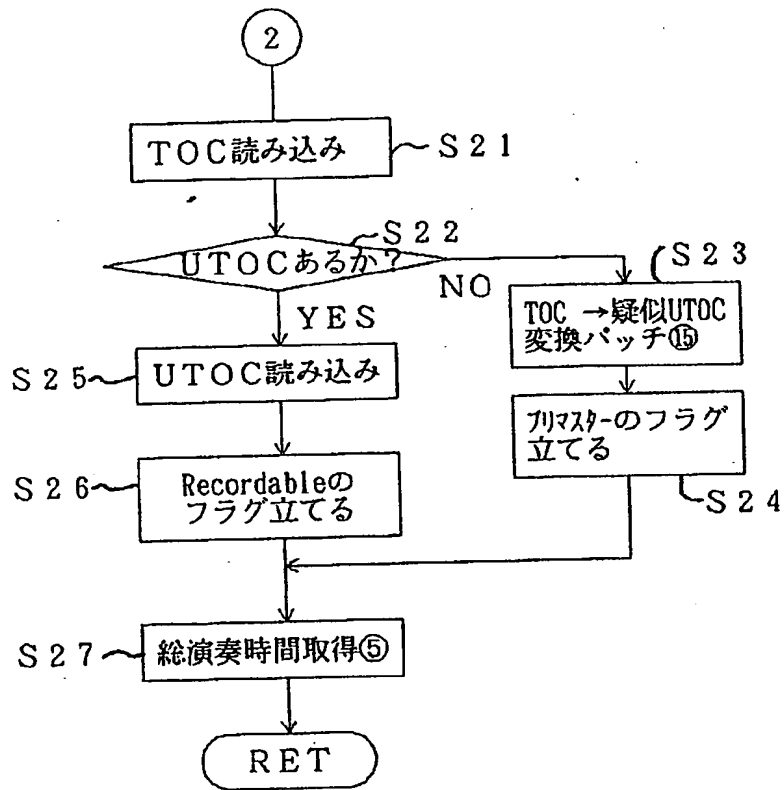 2
TOC読み込み
S21
S22
UTOCあるか?
NO
YES
S23
TOC →疑似UTOC
変換パッチ⑮
S25
UTOC読み込み
プリマスターのフラグ
立てる
S24
S26
Recordableの
フラグ立てる
S27
総演奏時間取得⑤
RET